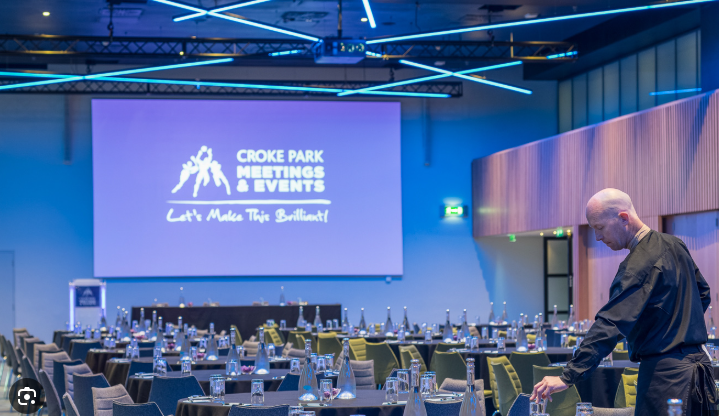 CROKE PARK
MEETINGS
& EVENTS
Let's Make This Brilliant!